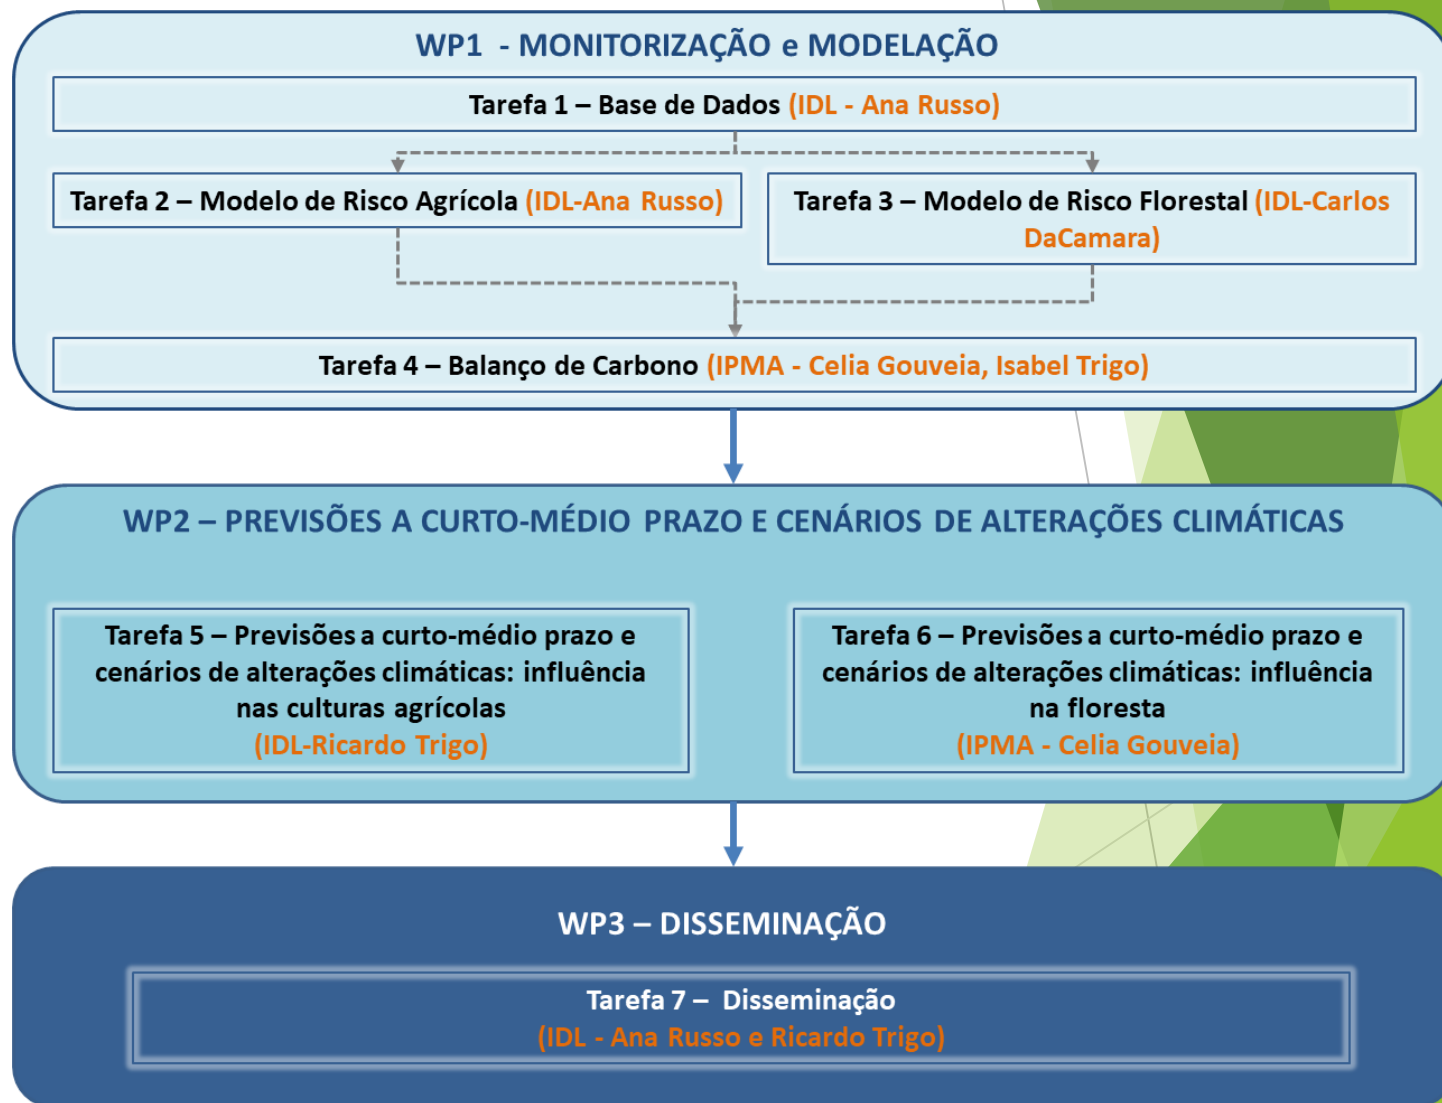 WP1 - MONITORIZAÇÃO e MODELAÇÃO
Tarefa 1 – Base de Dados (IDL - Ana Russo)
Tarefa 2 – Modelo de Risco Agrícola (IDL-Ana Russo)
Tarefa 3 – Modelo de Risco Florestal (IDL-Carlos
DaCamara)
Tarefa 4 – Balanço de Carbono (IPMA - Celia Gouveia, Isabel Trigo)
WP2 – PREVISÕES A CURTO-MÉDIO PRAZO E CENÁRIOS DE ALTERAÇÕES CLIMÁTICAS
Tarefa 5 – Previsões a curto-médio prazo e
cenários de alterações climáticas: influência
nas culturas agrícolas
(IDL-Ricardo Trigo)
Tarefa 6 – Previsões a curto-médio prazo e
cenários de alterações climáticas: influência
na floresta
(IPMA - Celia Gouveia)
WP3 – DISSEMINAÇÃO
Tarefa 7 – Disseminação
(IDL - Ana Russo e Ricardo Trigo)